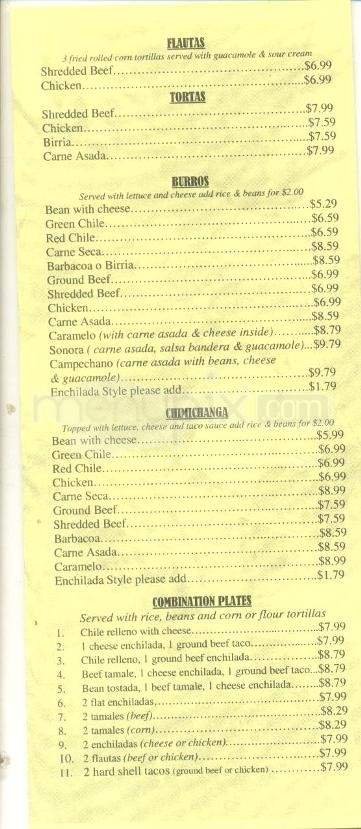 FLAUTAS
3 fried rolled corn tortillas served with guacamole & sour cream
Shredded Beef...$6.99
Chicken...$6.99
TORTAS
Shredded Beef...$7.99
Chicken...$7.59
Birria...$7.59
Carne Asada...$7.99
BURROS
Served with lettuce and cheese add rice & beans for $2.00
Bean with cheese...$5.29
Green Chile...$6.59
Red Chile...$6.59
Carne Seca...$8.59
Barbacoa o Birria...$8.59
Ground Beef...$6.99
Shredded Beef...$6.99
Chicken...$6.99
Carne Asada...$8.59
Caramelo (with carne asada & cheese inside)...$8.79
Sonora ( carne asada, salsa bandera & guacamole)...$9.79
Campechano (carne asada with beans, cheese
& guacamole)...$9.79
Enchilada Style please add...$1.79
CHIMICHANGA
Topped with lettuce, cheese and taco sauce add rice & beans for $2.00
Bean with cheese...$5.99
Green Chile...$6.99
Red Chile...$6.99
Chicken...$6.99
Carne Seca...$8.99
Ground Beef...$7.59
Shredded Beef...$7.59
Barbacoa...$8.59
Carne Asada...$8.59
Caramelo...$8.99
Enchilada Style please add...$1.79
COMBINATION PLATES
Served with rice, beans and corn or flour tortillas
1. Chile relleno with cheese...$7.99
2. 1 cheese enchilada, 1 ground beef taco...$7.99
3. Chile relleno, 1 ground beef enchilada...$8.79
4. Beef tamale, 1 cheese enchilada, 1 ground beef taco...$8.79
5. Bean tostada, 1 beef tamale, 1 cheese enchilada...$8.79
6. 2 flat enchiladas,...$7.99
7. 2 tamales (beef)...$8.29
8. 2 tamales (corn)...$8.29
9. 2 enchiladas (cheese or chicken)...$7.99
10. 2 flautas (beef or chicken)...$7.99
11. 2 hard shell tacos (ground beef or chicken)...$7.99